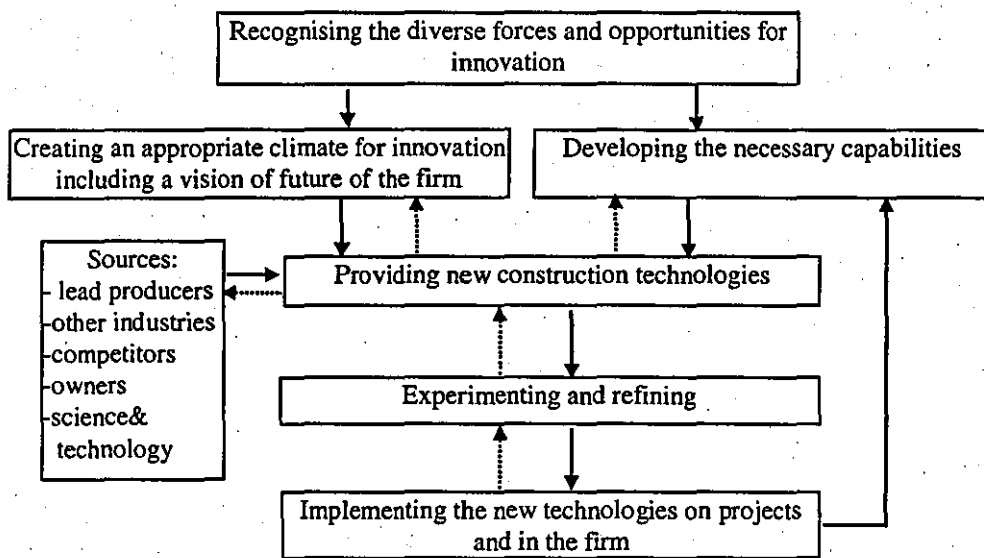 Recognising the diverse forces and opportunities for
innovation
Creating an appropriate climate for innovation
including a vision of future of the firm
Developing the necessary capabilities
Sources:
- lead producers
-other industries
-competitors
-owners
-science&
technology
Providing new construction technologies
Experimenting and refining
Implementing the new technologies on projects
and in the firm